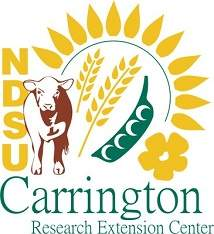 NDSU
Carrington
Research Extension Center